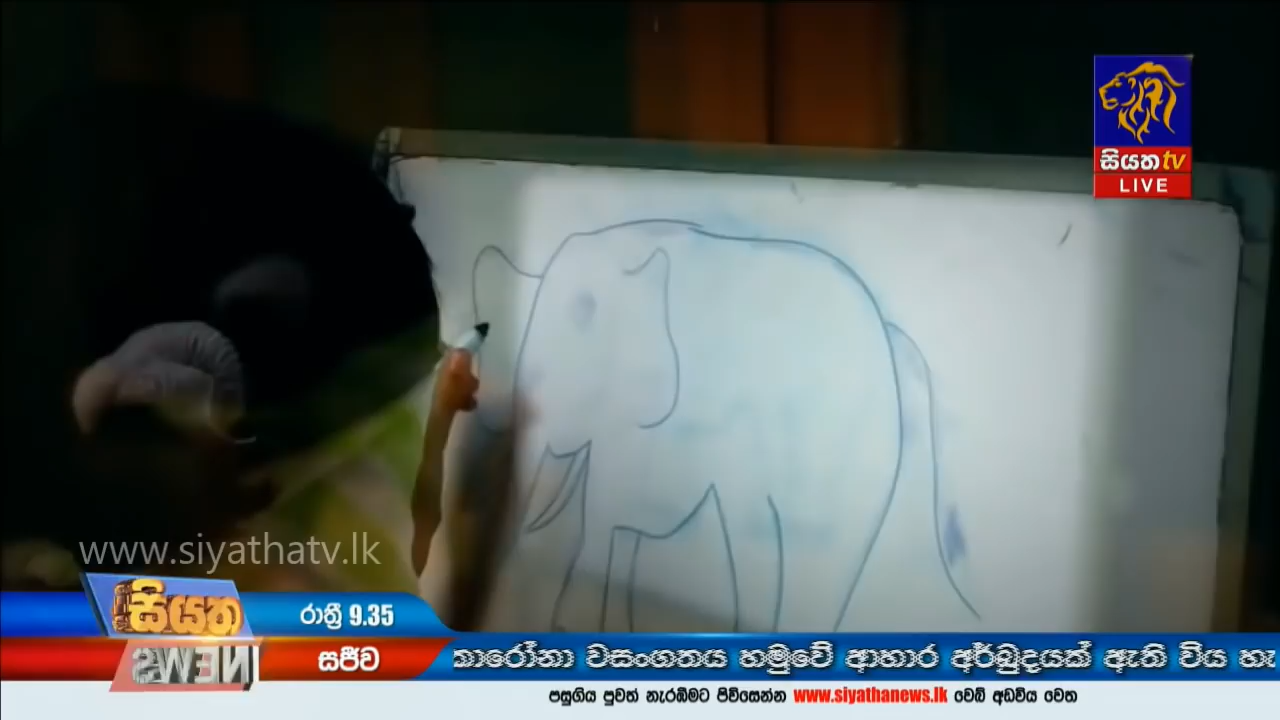 සියත tv
LIVE
www.siyathatv.lk
සියත
රාත්‍රී 9.35
NEWS
සජීව
කාරෝනා වසංගතය හමුවේ ආහාර අර්බුදයක් ඇති විය හැ
පසුගිය පුවත් නැරඹීමට පිවිසෙන්න www.siyathanews.lk වෙබ් අඩවිය වෙත